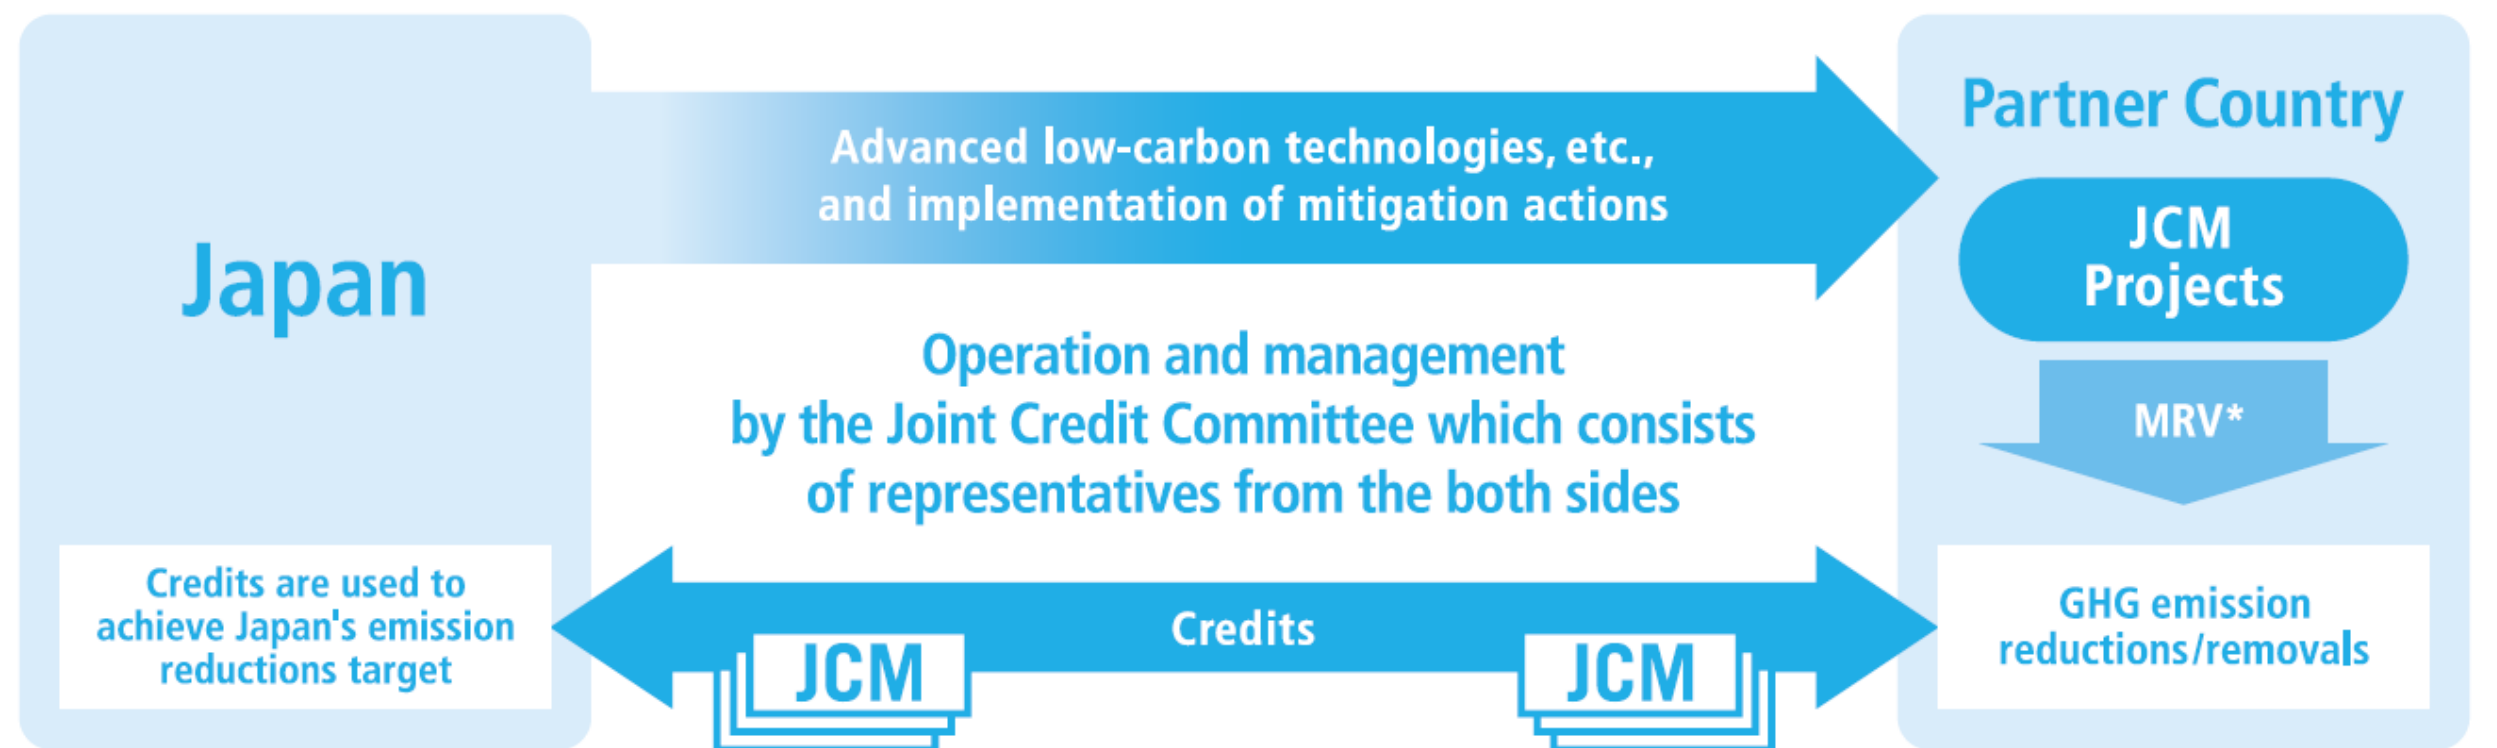 Japan
Advanced low-carbon technologies, etc.,
and implementation of mitigation actions
Partner Country
JCM
Projects
MRV*
Operation and management
by the Joint Credit Committee which consists
of representatives from the both sides
Credits are used to
achieve Japan's emission
reductions target
Credits
JCM
JCM
GHG emission
reductions/removals